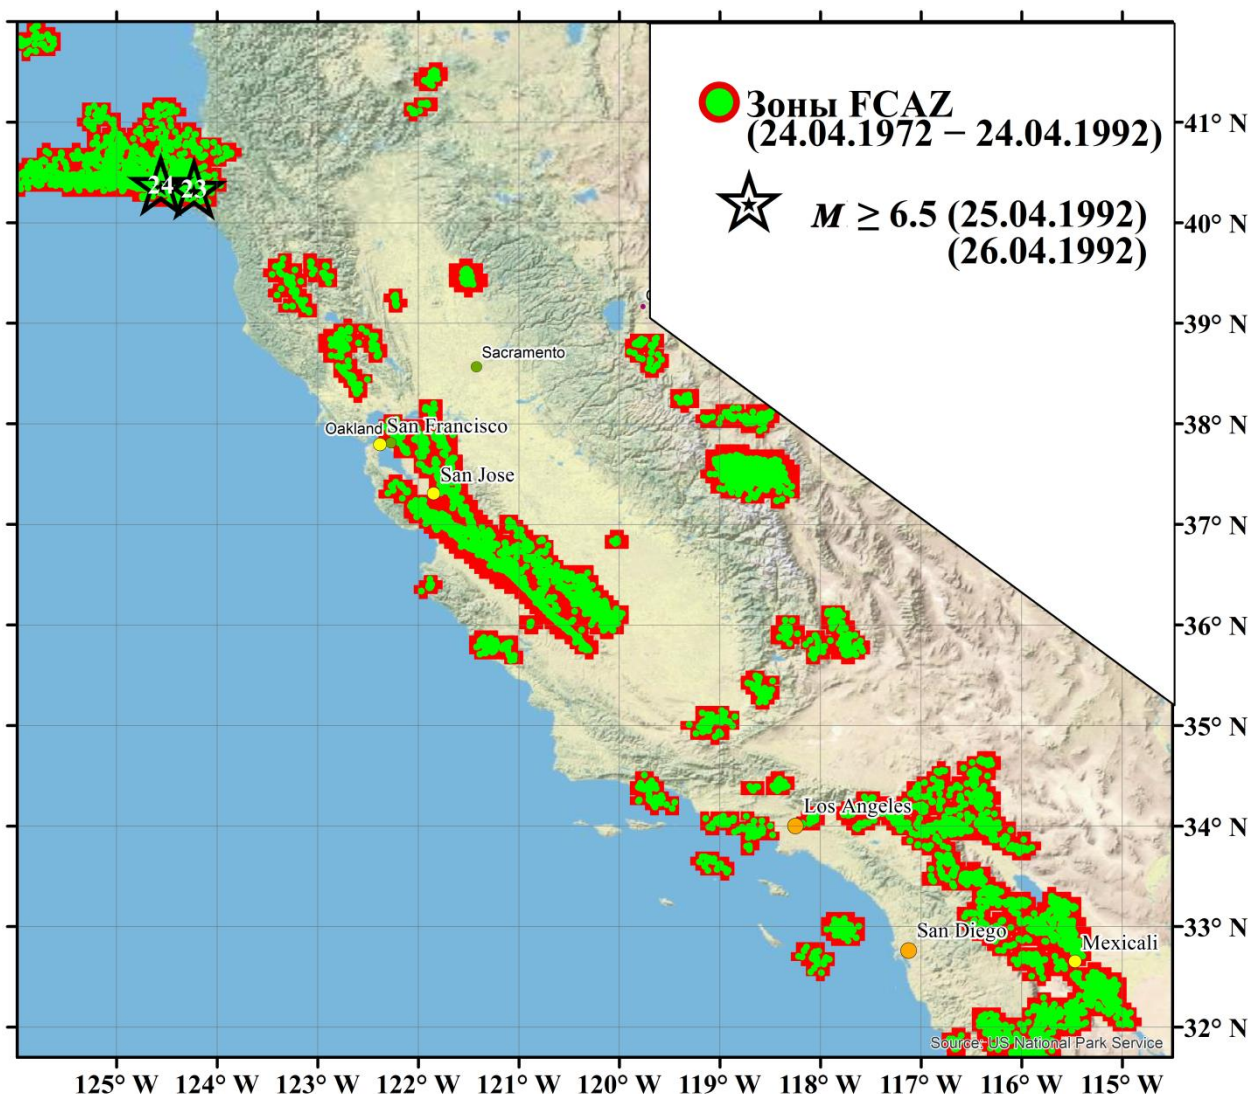 Зоны FCAZ
(24.04.1972 – 24.04.1992)
M ≥ 6.5 (25.04.1992)
(26.04.1992)
41° N
24 23
40° N
39° N
Sacramento
38° N
Oakland San Francisco
San Jose
37° N
36° N
35° N
Los Angeles
34° N
33° N
San Diego
Mexicali
32° N
Source: US National Park Service
125° W 124° W 123° W 122° W 121° W 120° W 119° W 118° W 117° W 116° W 115° W